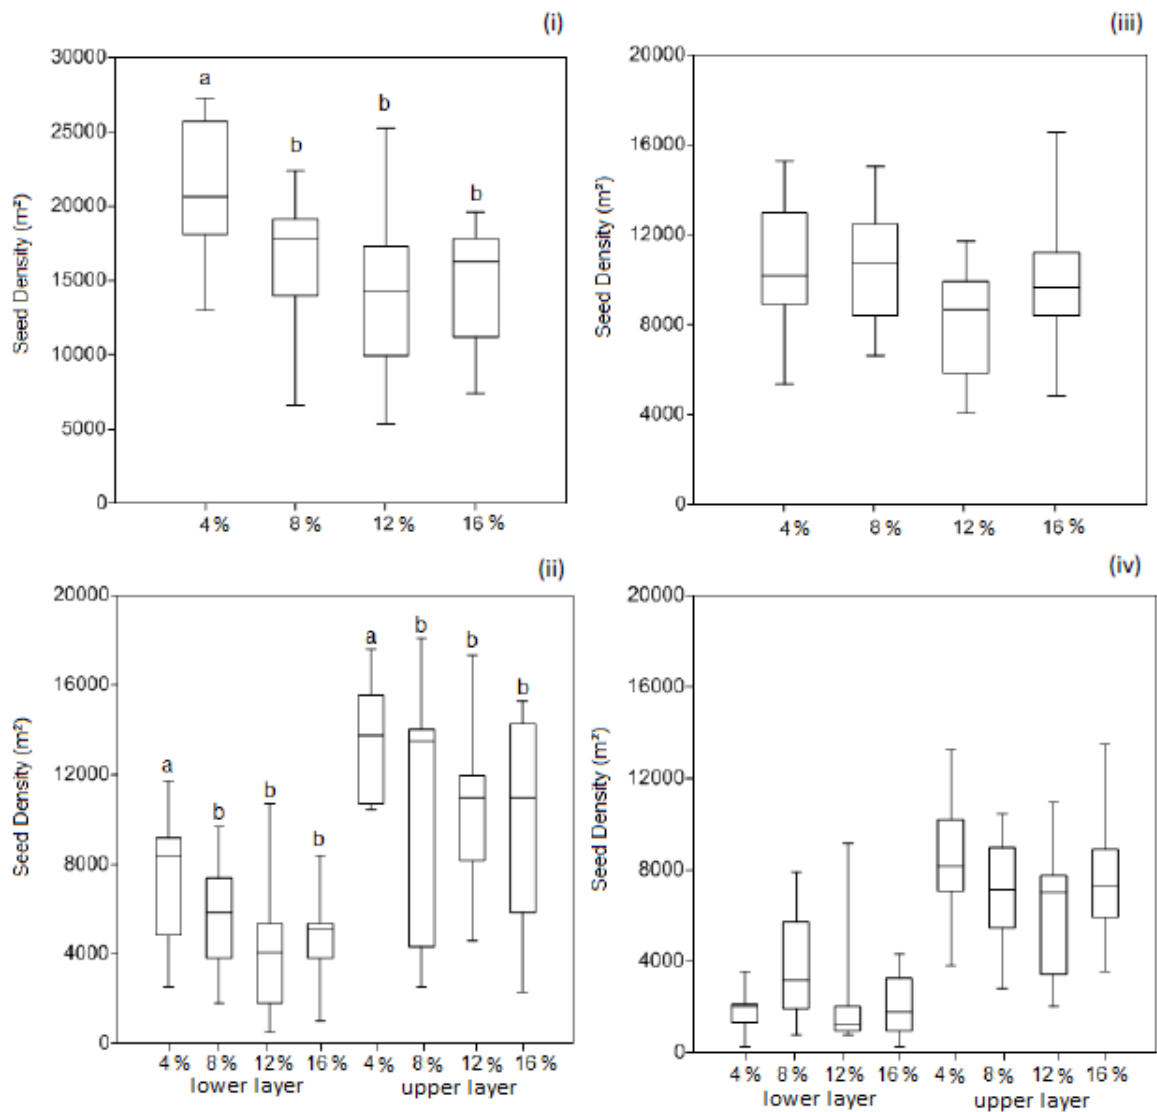 (i)
30000
25000
20000
15000
10000
5000
0
Seed Density (m²)
a
b
b
b
4 %
8 %
12 %
16 %
(iii)
20000
16000
12000
8000
4000
0
Seed Density (m²)
4 %
8 %
12 %
16 %
(ii)
20000
16000
12000
8000
4000
0
Seed Density (m²)
a
b
b
b
a
b
b
b
4 % 8 % 12 % 16 % 4 % 8 % 12 % 16 %
lower layer upper layer
(iv)
20000
16000
12000
8000
4000
0
Seed Density (m²)
4 % 8 % 12 % 16 % 4 % 8 % 12 % 16 %
lower layer upper layer